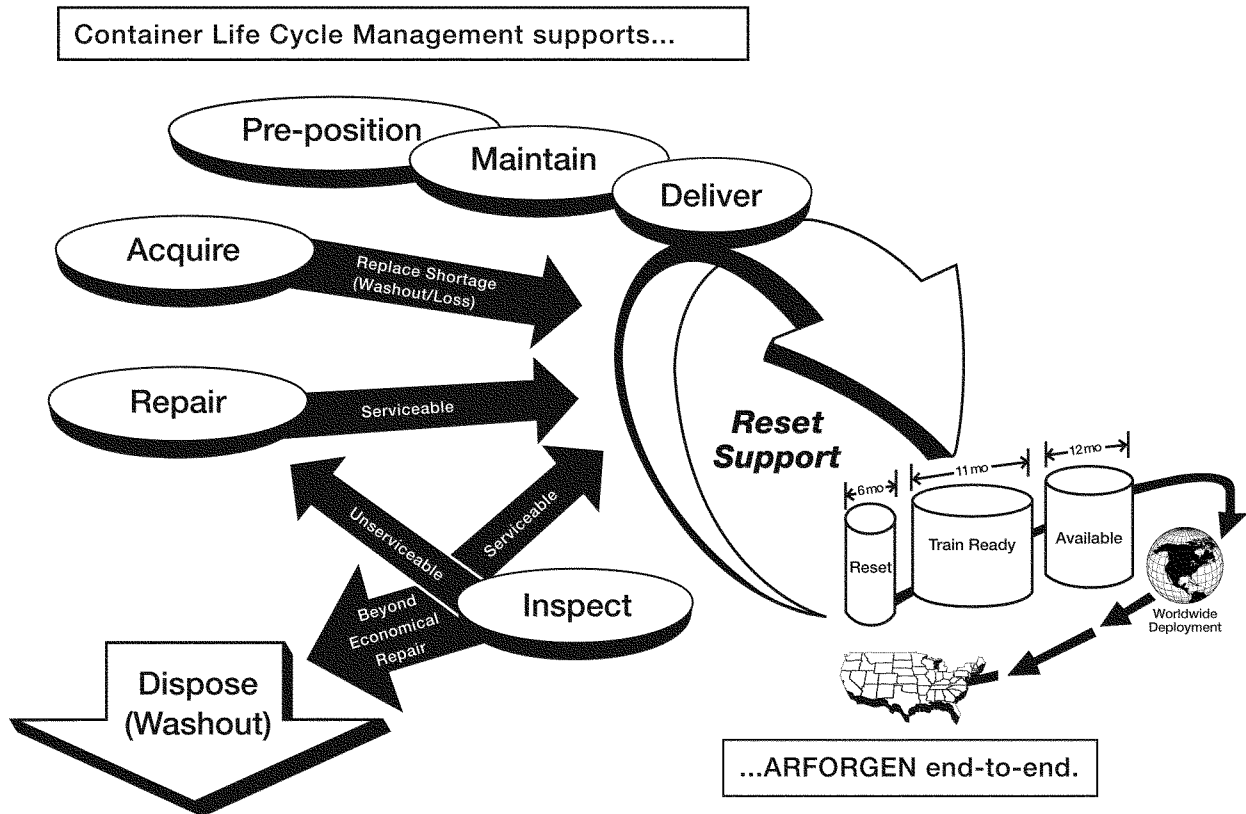 Container Life Cycle Management supports...
Pre-position
Maintain
Deliver
Acquire
Replace Shortage
(Washout/Loss)
Repair
Serviceable
Reset
Support
Unserviceable
Serviceable
Inspect
Beyond
Economical
Repair
Dispose
(Washout)
6 mo
11 mo
12 mo
Reset
Train Ready
Available
Worldwide
Deployment
...ARFORGEN end-to-end.